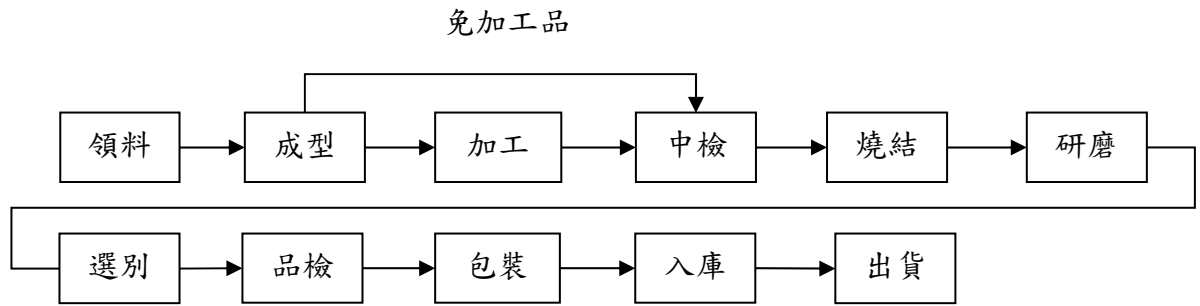 免加工品
領料 成型 加工 中檢 燒結 研磨
選別 品檢 包裝 入庫 出貨